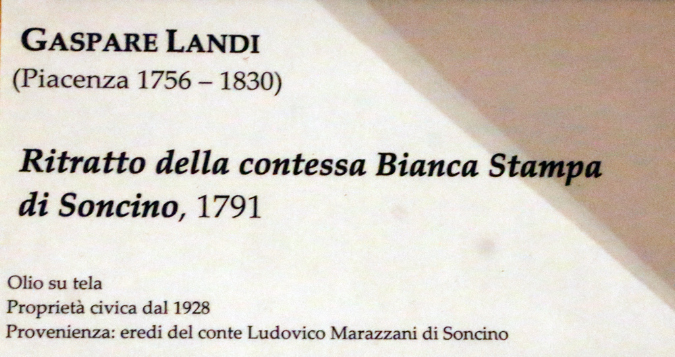 GASPARE LANDI
(Piacenza 1756 – 1830)
Ritratto della contessa Bianca Stampa
di Soncino, 1791
Olio su tela
Proprietà civica dal 1928
Provenienza: eredi del conte Ludovico Marazzani di Soncino